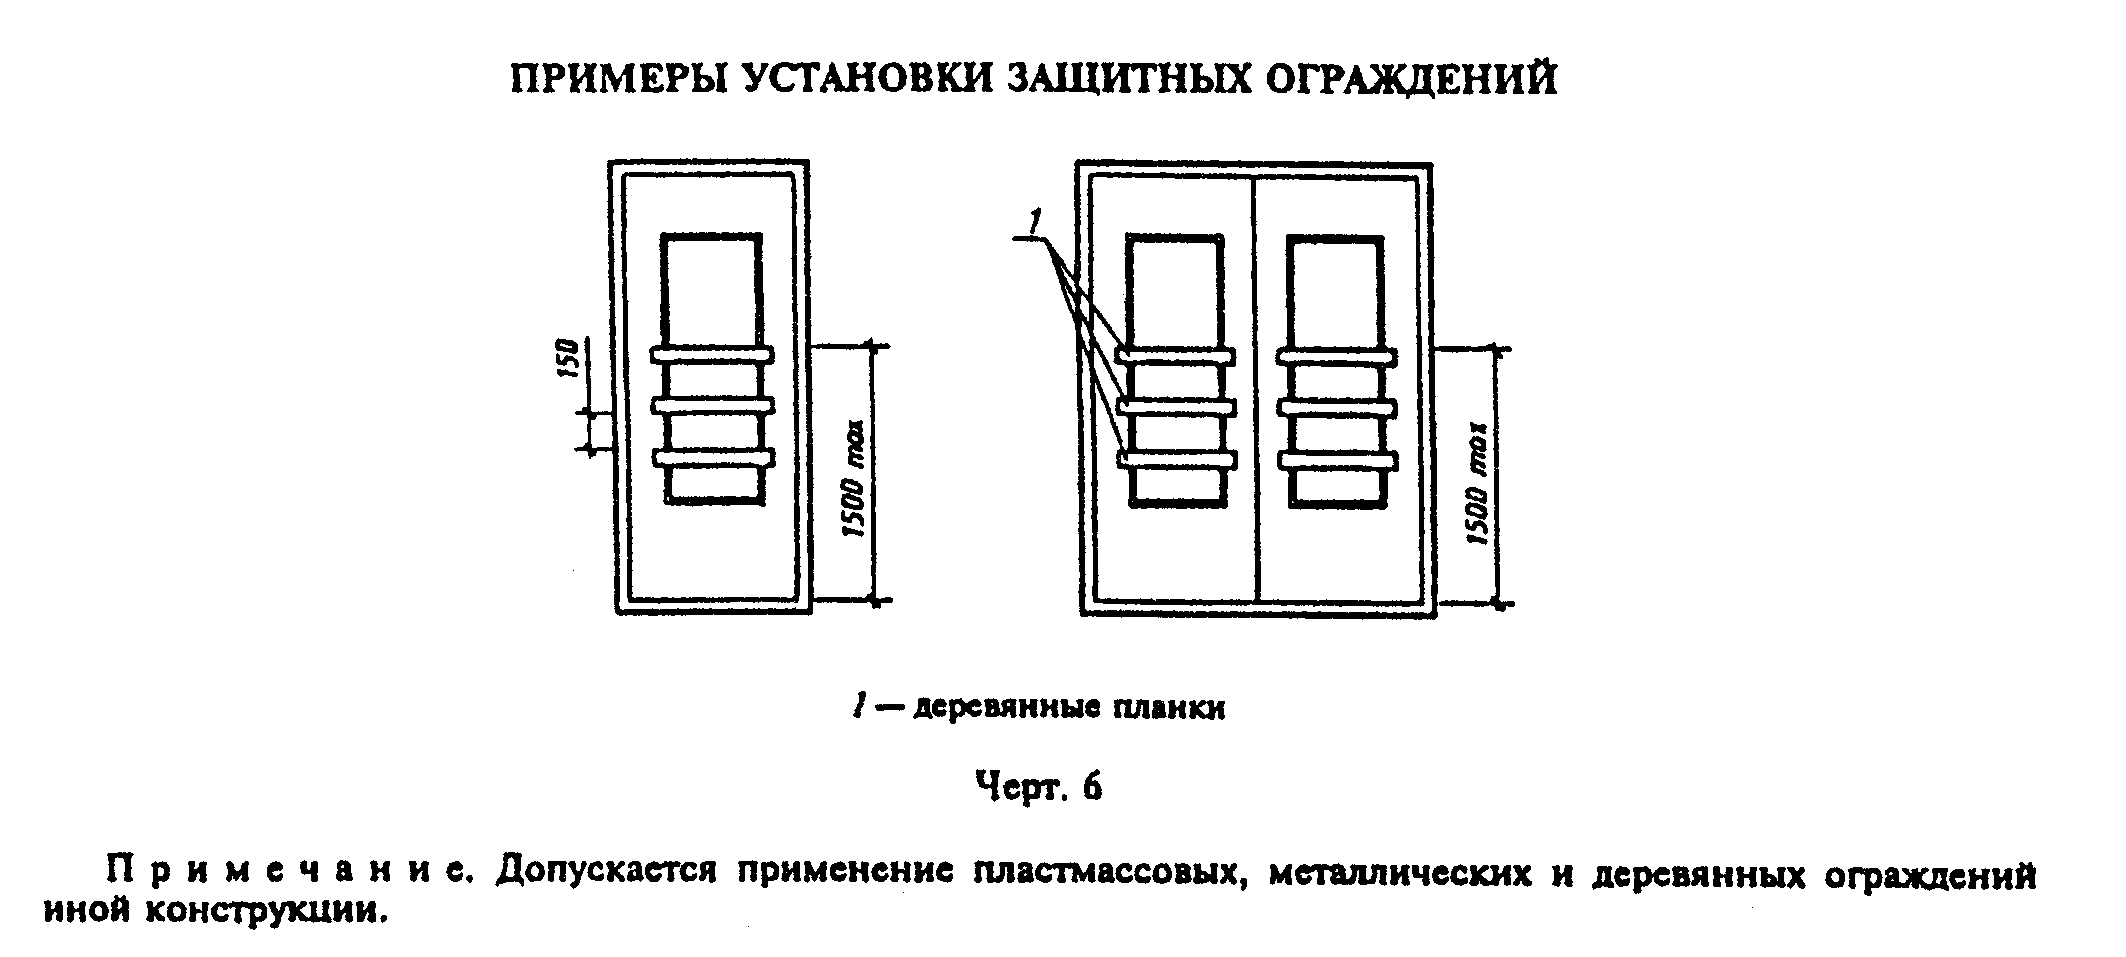 ПРИМЕРЫ УСТАНОВКИ ЗАЩИТНЫХ ОГРАЖДЕНИЙ
1
150
1500 max
1500 max
1 — деревянные планки
Черт. 6
Примечание. Допускается применение пластмассовых, металлических и деревянных ограждений
иной конструкции.